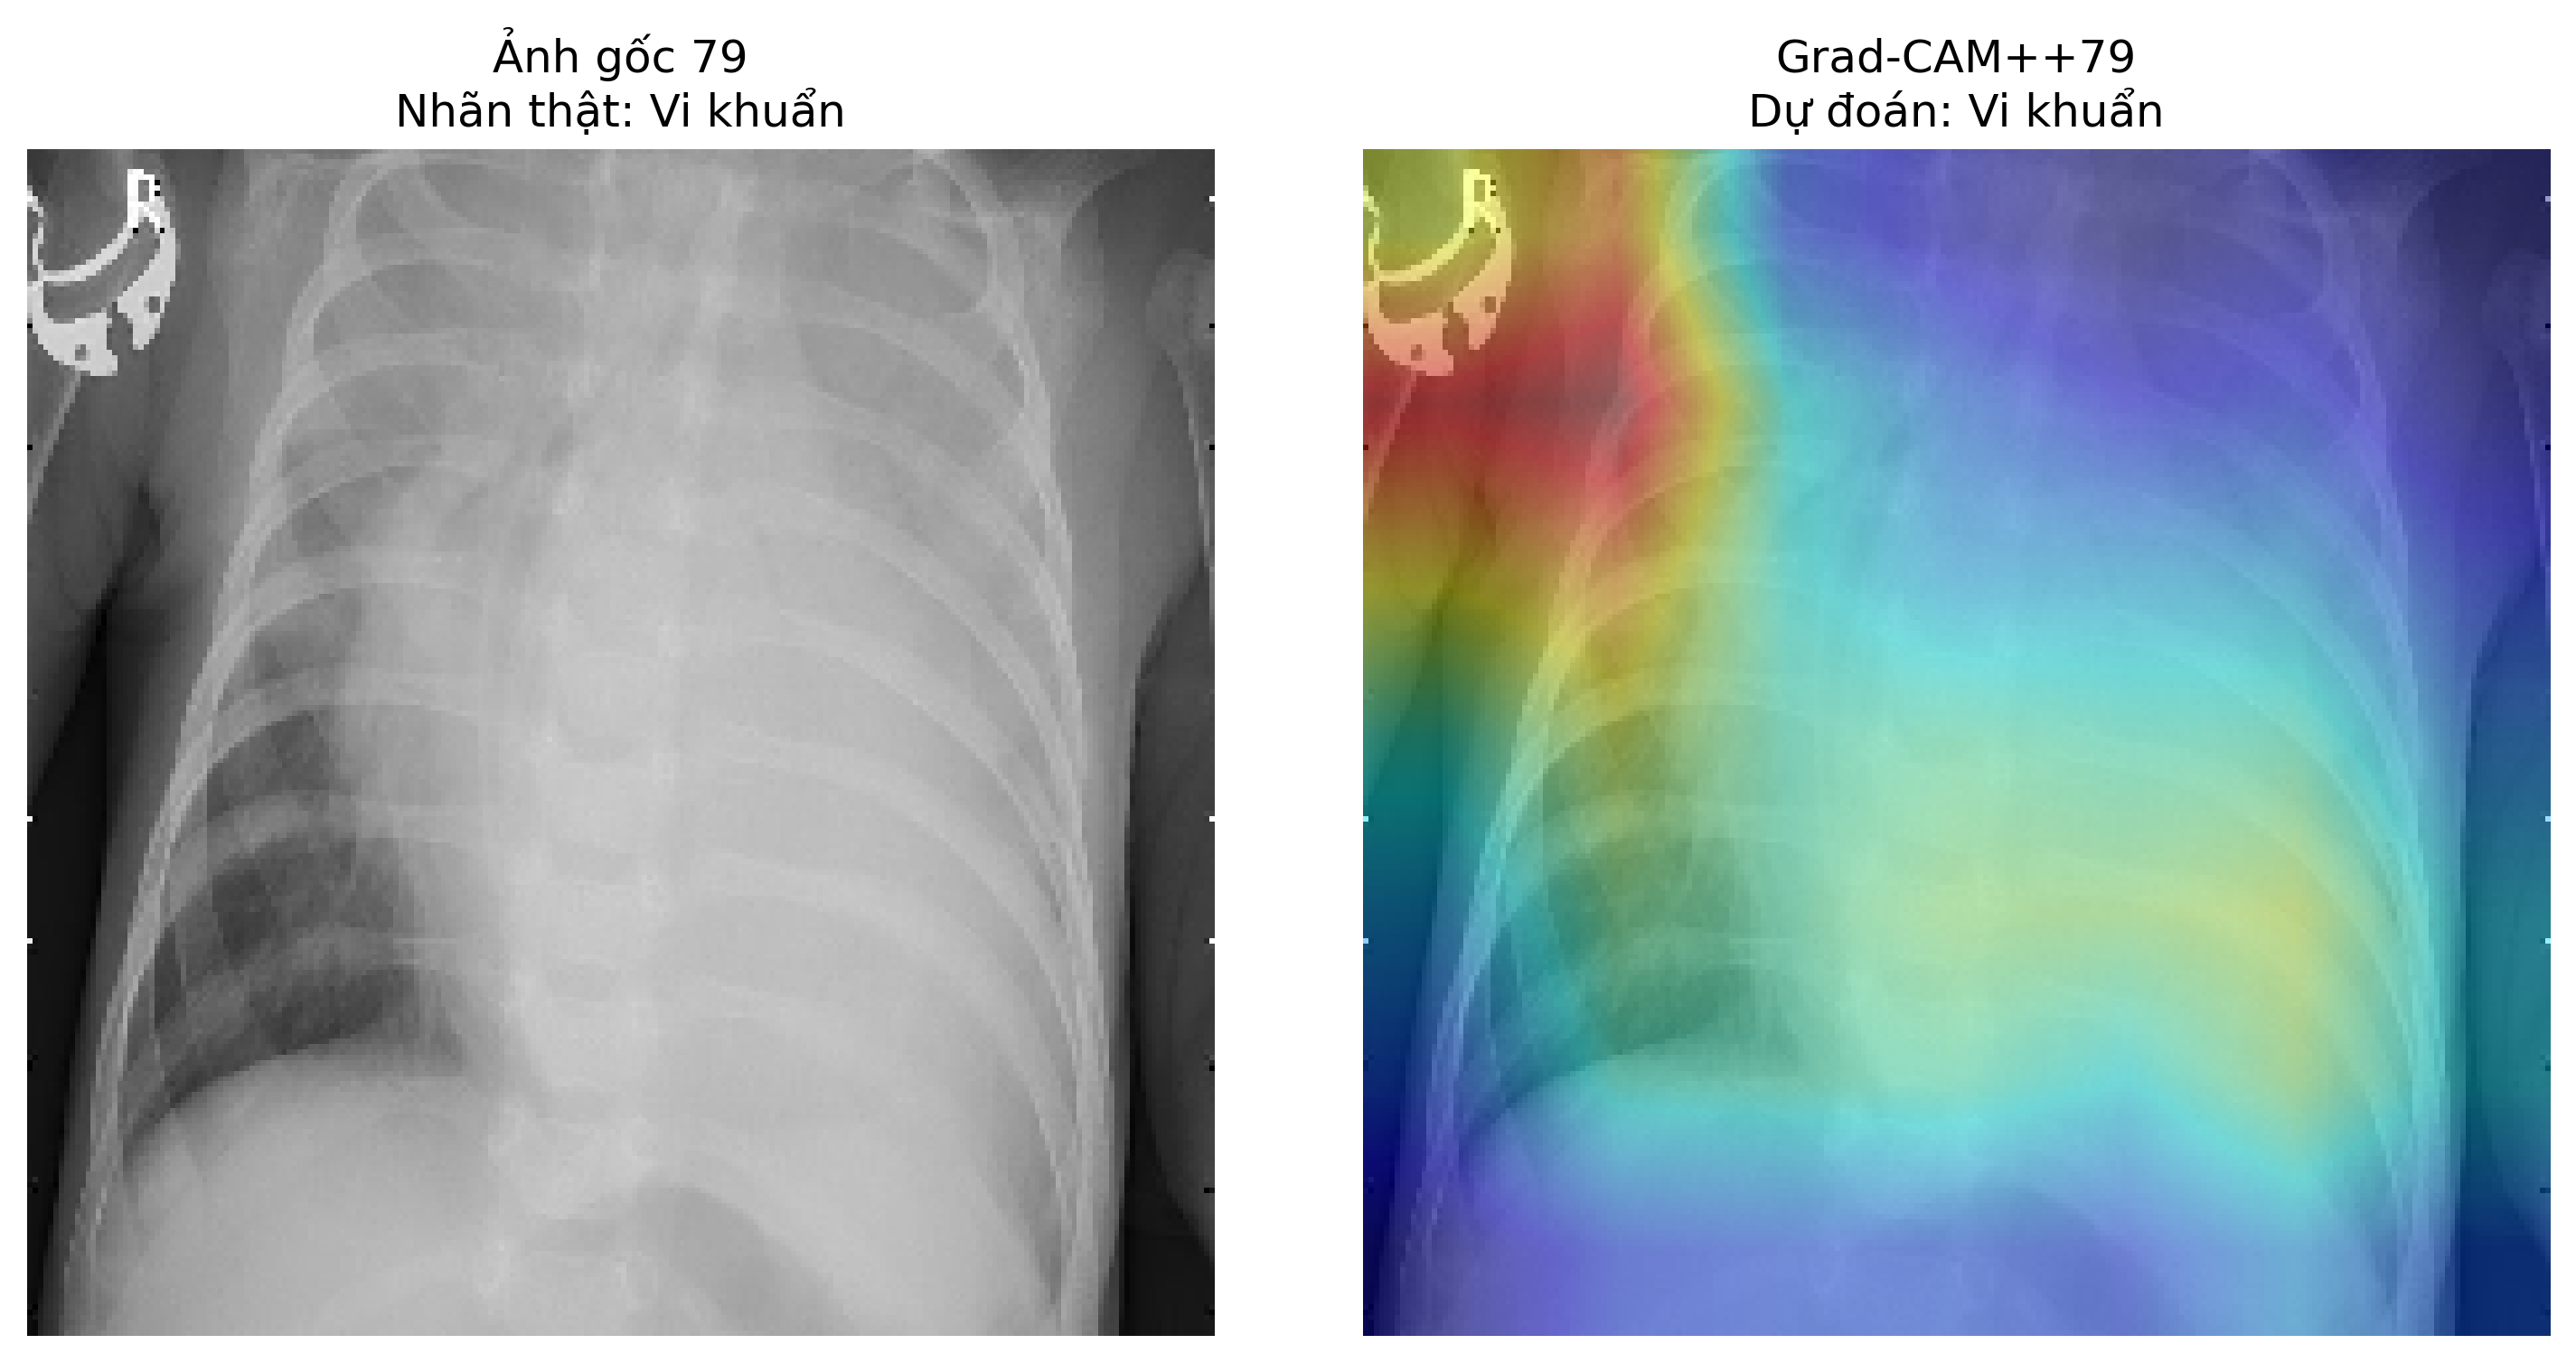 Ảnh gốc 79
Nhãn thật: Vi khuẩn
Grad-CAM++79
Dự đoán: Vi khuẩn
R
R